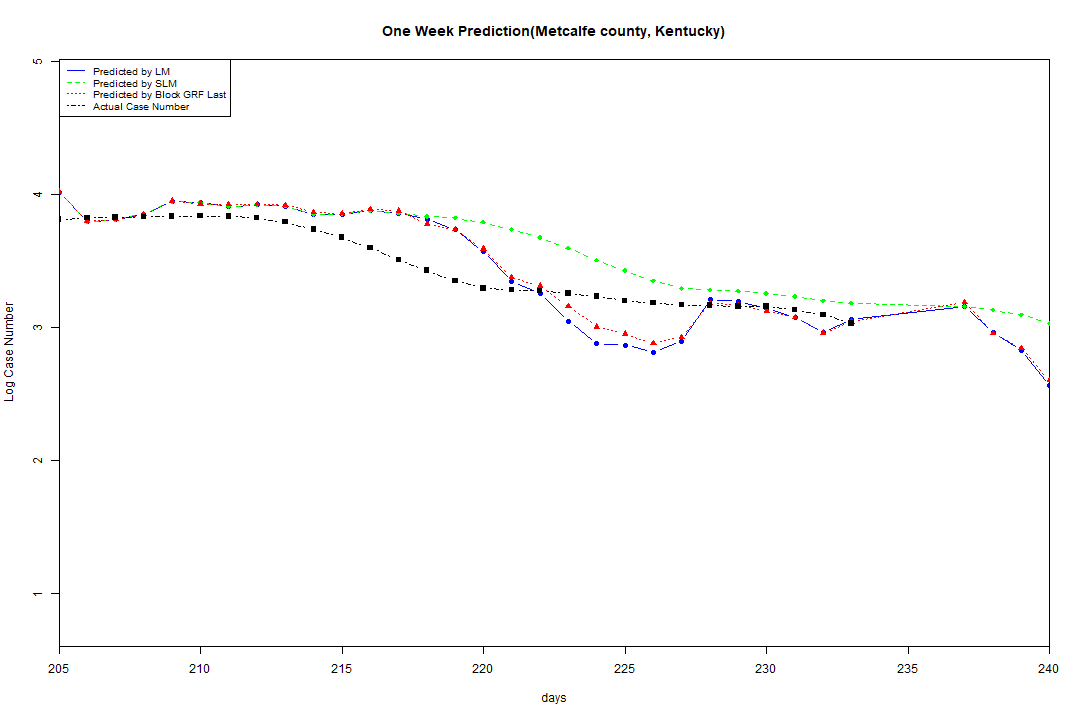 One Week Prediction(Metcalfe county, Kentucky)
Predicted by LM
Predicted by SLM
Predicted by Block GRF Last
Actual Case Number
5
4
3
2
1
Log Case Number
205 210 215 220 225 230 235 240
days